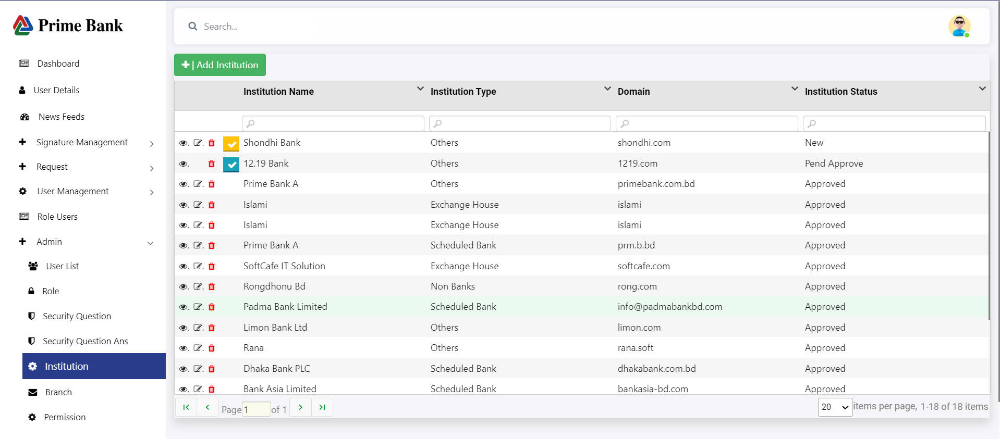 Prime Bank
Search...
Dashboard
User Details
News Feeds
Signature Management
Request
User Management
Role Users
Admin
User List
Role
Security Question
Security Question Ans
Institution
Branch
Permission
+ | Add Institution
Institution Name Institution Type Domain Institution Status
Shondhi Bank Others shondhi.com New
12.19 Bank Others 1219.com Pend Approve
Prime Bank A Others primebank.com.bd Approved
Islami Exchange House islami Approved
Islami Exchange House islami Approved
Prime Bank A Scheduled Bank prm.b.bd Approved
SoftCafe IT Solution Exchange House softcafe.com Approved
Rongdhonu Bd Non Banks rong.com Approved
Padma Bank Limited Scheduled Bank info@padmabankbd.com Approved
Limon Bank Ltd Others limon.com Approved
Rana Others rana.soft Approved
Dhaka Bank PLC Scheduled Bank dhakabank.com.bd Approved
Bank Asia Limited Scheduled Bank bankasia-bd.com Approved
Page 1 of 1 20 items per page, 1-18 of 18 items